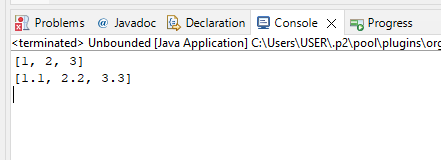 Problems Javadoc Declaration Console Progress
<terminated> Unbounded [Java Application] C:\Users\USER\.p2\pool\plugins\org
[1, 2, 3]
[1.1, 2.2, 3.3]